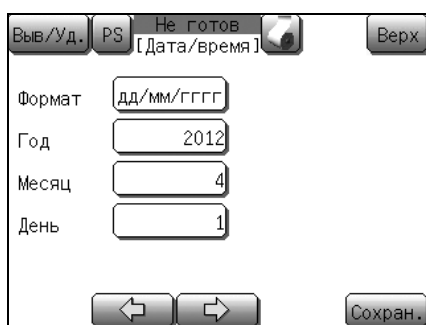 Выв/Уд. PS Не готов Верх
[Дата/время]
Формат дд/мм/гггг
Год 2012
Месяц 4
День 1
Сохран.